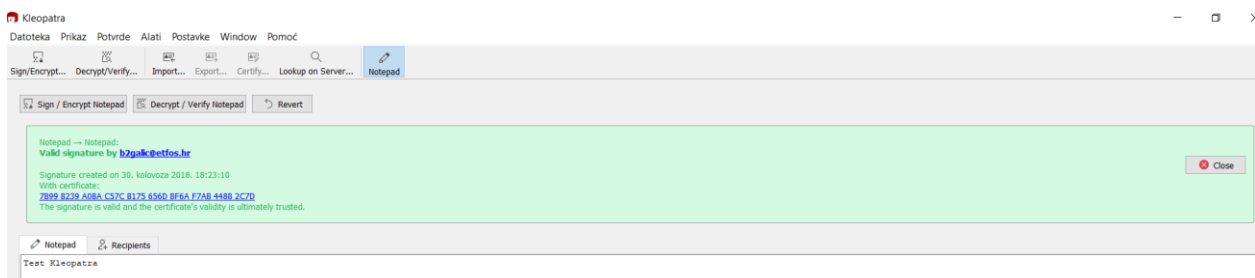 Kleopatra
Datoteka Prikaz Potvrde Alati Postavke Window Pomoć
Sign/Encrypt... Decrypt/Verify... Import... Export... Certify... Lookup on Server... Notepad
Sign / Encrypt Notepad Decrypt / Verify Notepad Revert
Notepad → Notepad:
Valid signature by b2galic@etfos.hr
Close
Signature created on 30. kolovoza 2018. 18:23:10
With certificate:
7B99 B239 A0BA C57C B175 656D BF6A F7AB 448B 2C7D
The signature is valid and the certificate's validity is ultimately trusted.
Notepad Recipients
Test Kleopatra